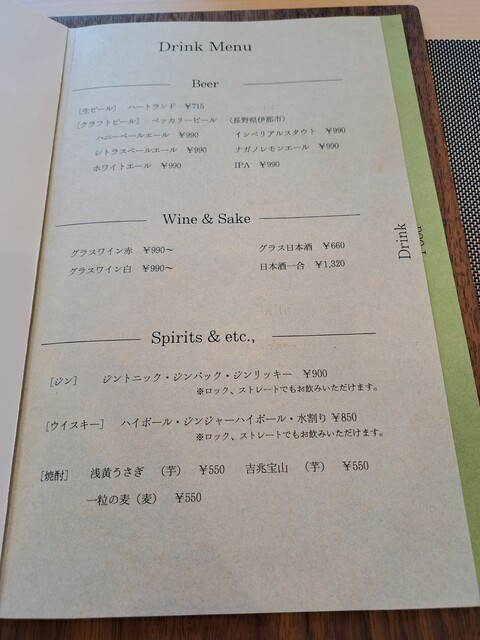 Drink Menu
Beer
[生ビール]　ハートランド　¥715
[クラフトビール]　ベッカリービール　（長野県伊那市）
ハニーペールエール　¥990　インペリアルスタウト　¥990
シトラスペールエール　¥990　ナガノレモンエール　¥990
ホワイトエール　¥990　IPA　¥990
Wine & Sake
グラスワイン赤　¥990～　グラス日本酒　¥660
グラスワイン白　¥990～　日本酒一合　¥1,320
Spirits & etc.,
[ジン]　ジントニック・ジンバック・ジンリッキー　¥900
※ロック、ストレートでもお飲みいただけます。
[ウイスキー]　ハイボール・ジンジャーハイボール・水割り ¥850
※ロック、ストレートでもお飲みいただけます。
[焼酎]　浅黄うさぎ　（芋）　¥550　吉兆宝山　（芋）　¥550
一粒の麦（麦）　¥550
Drink
Food